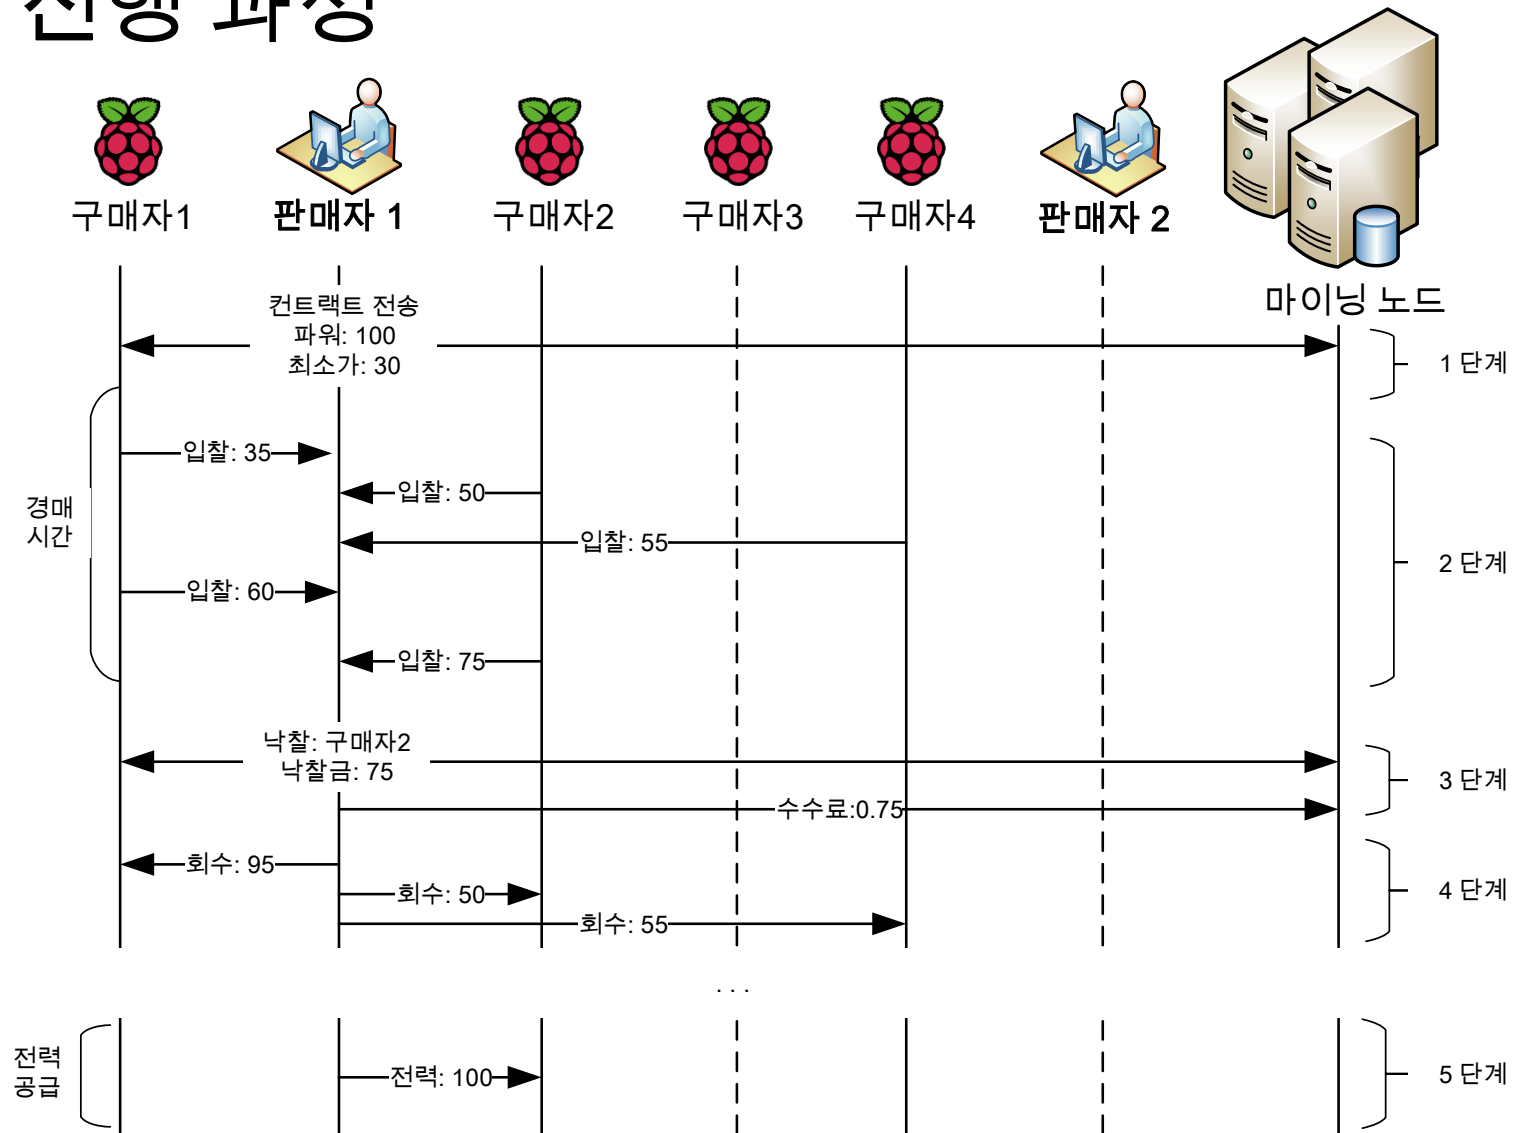 진행 과정
구매자1
판매자 1
구매자2
구매자3
구매자4
판매자 2
마이닝 노드
컨트랙트 전송
파워: 100
최소가: 30
1 단계
경매
시간
입찰: 35
입찰: 50
입찰: 55
입찰: 60
입찰: 75
2 단계
낙찰: 구매자2
낙찰금: 75
수수료:0.75
3 단계
회수: 95
회수: 50
회수: 55
4 단계
. . .
전력
공급
전력: 100
5 단계